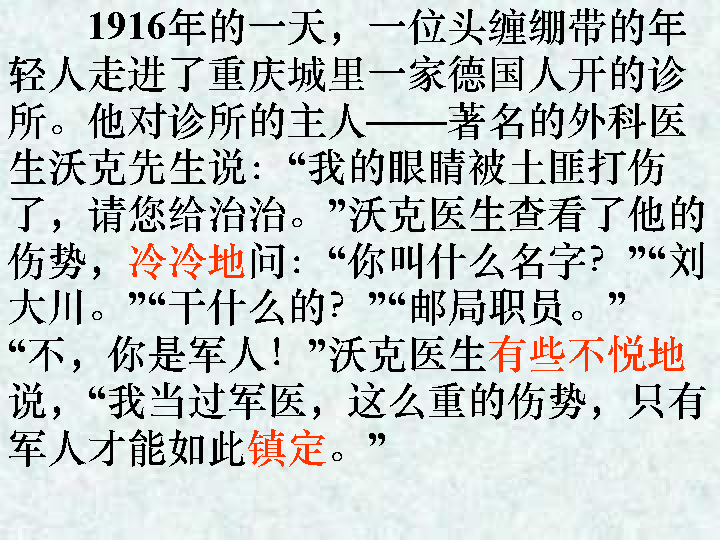 1916年的一天，一位头缠绷带的年
轻人走进了重庆城里一家德国人开的诊
所。他对诊所的主人——著名的外科医
生沃克先生说：“我的眼睛被土匪打伤
了，请您给治治。”沃克医生查看了他的
伤势，冷冷地问：“你叫什么名字？”“刘
大川。”“干什么的？”“邮局职员。”
“不，你是军人！”沃克医生有些不悦地
说，“我当过军医，这么重的伤势，只有
军人才能如此镇定。”